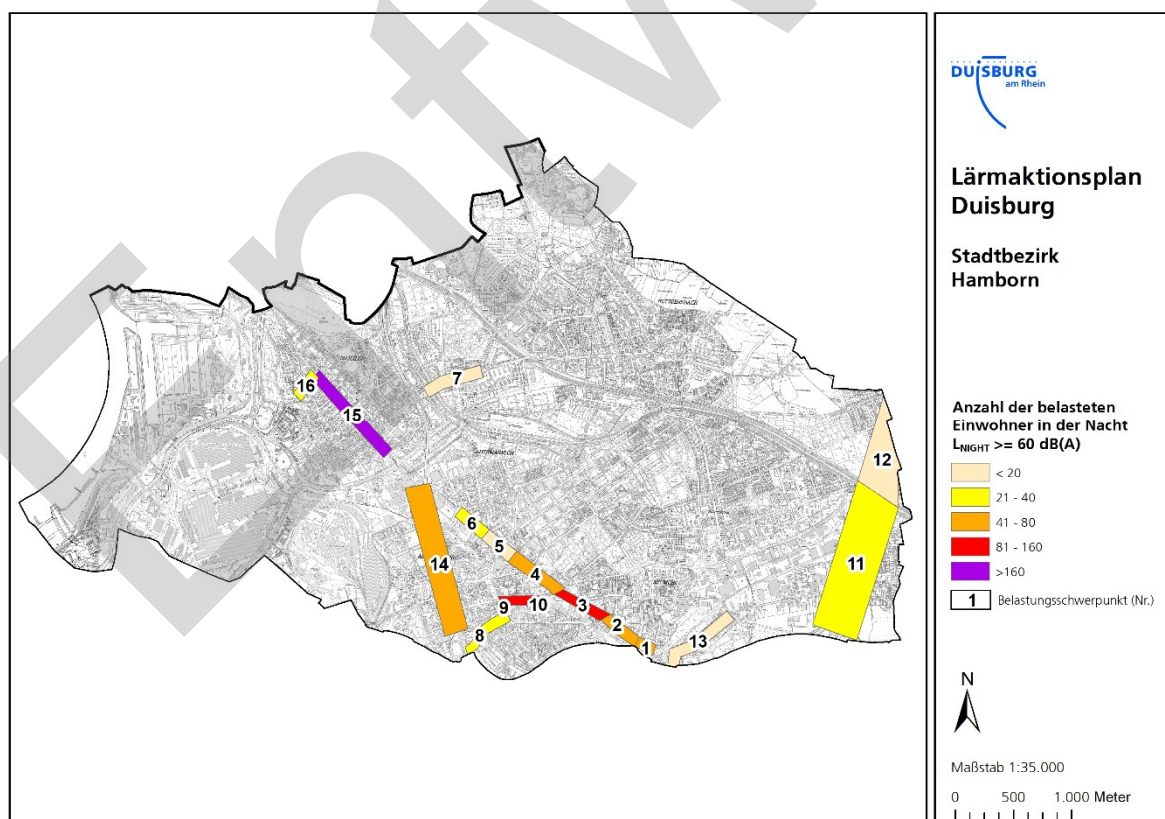 Entw
DUISBURG
am Rhein
Lärmaktionsplan
Duisburg
Stadtbezirk
Hamborn
Anzahl der belasteten
Einwohner in der Nacht
LNIGHT >= 60 dB(A)
< 20
21 - 40
41 - 80
81 - 160
>160
1 Belastungsschwerpunkt (Nr.)
N
Maßstab 1:35.000
0 500 1.000 Meter
7
16
15
12
6
5
14
4
11
3
9
10
2
8
13
1